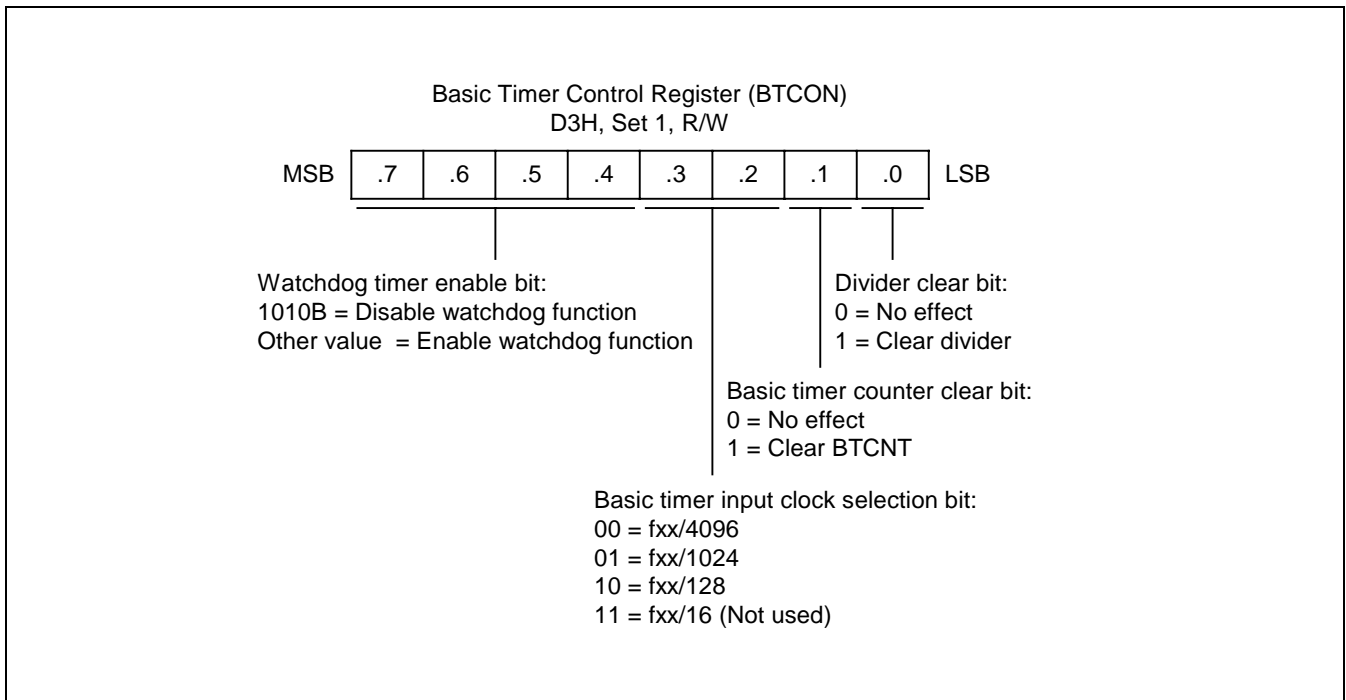 Basic Timer Control Register (BTCON)
D3H, Set 1, R/W
MSB .7 .6 .5 .4 .3 .2 .1 .0 LSB
Watchdog timer enable bit:
1010B = Disable watchdog function
Other value  = Enable watchdog function
Divider clear bit:
0 = No effect
1 = Clear divider
Basic timer counter clear bit:
0 = No effect
1 = Clear BTCNT
Basic timer input clock selection bit:
00 = fxx/4096
01 = fxx/1024
10 = fxx/128
11 = fxx/16 (Not used)